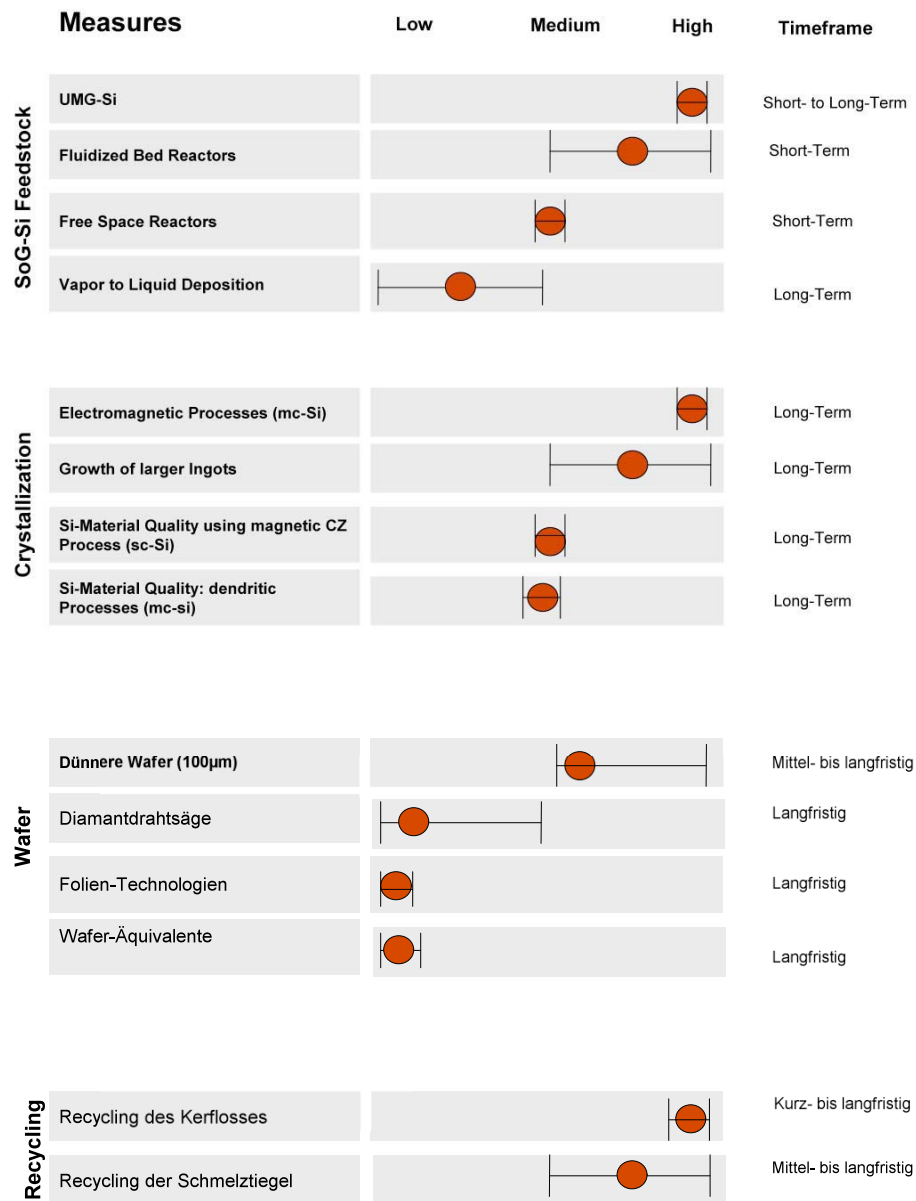 Measures Low Medium High Timeframe
SoG-Si Feedstock
UMG-Si Short- to Long-Term
Fluidized Bed Reactors Short-Term
Free Space Reactors Short-Term
Vapor to Liquid Deposition Long-Term
Crystallization
Electromagnetic Processes (mc-Si) Long-Term
Growth of larger Ingots Long-Term
Si-Material Quality using magnetic CZ
Process (sc-Si) Long-Term
Si-Material Quality: dendritic
Processes (mc-si) Long-Term
Wafer
Dünnere Wafer (100µm) Mittel- bis langfristig
Diamantdrahtsäge Langfristig
Folien-Technologien Langfristig
Wafer-Äquivalente Langfristig
Recycling
Recycling des Kerflosses Kurz- bis langfristig
Recycling der Schmelztiegel Mittel- bis langfristig